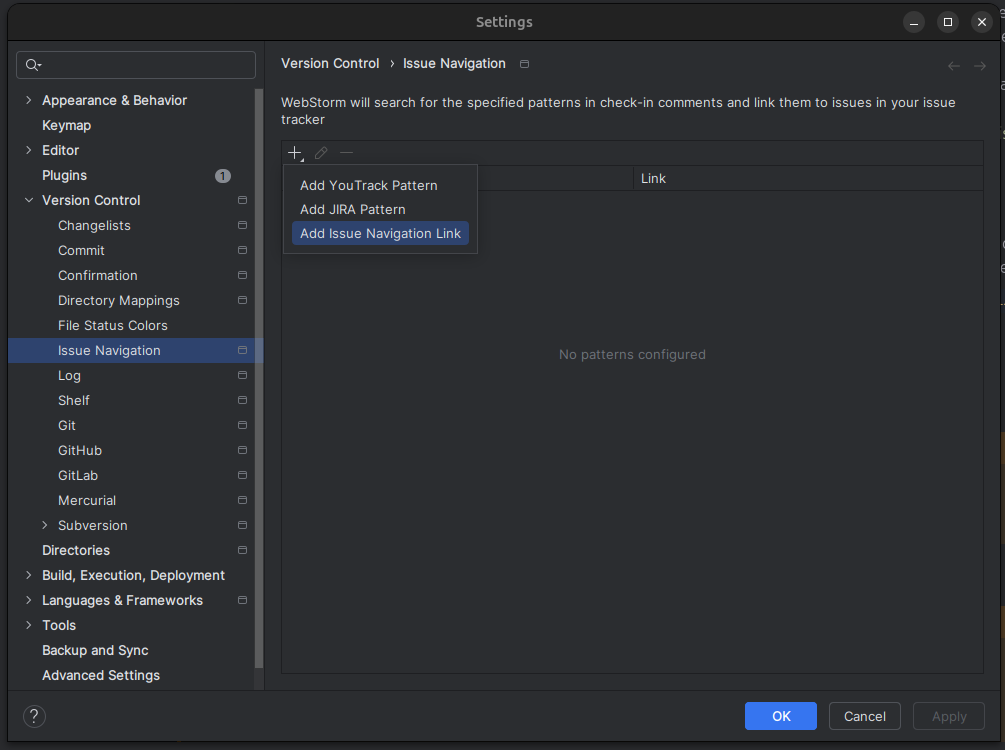 Settings
Version Control › Issue Navigation
WebStorm will search for the specified patterns in check-in comments and link them to issues in your issue
tracker
Appearance & Behavior
Keymap
Editor
Plugins 1
Version Control
Changelists
Commit
Confirmation
Directory Mappings
File Status Colors
Issue Navigation
Log
Shelf
Git
GitHub
GitLab
Mercurial
Subversion
Directories
Build, Execution, Deployment
Languages & Frameworks
Tools
Backup and Sync
Advanced Settings
Link
Add YouTrack Pattern
Add JIRA Pattern
Add Issue Navigation Link
No patterns configured
?
OK
Cancel
Apply